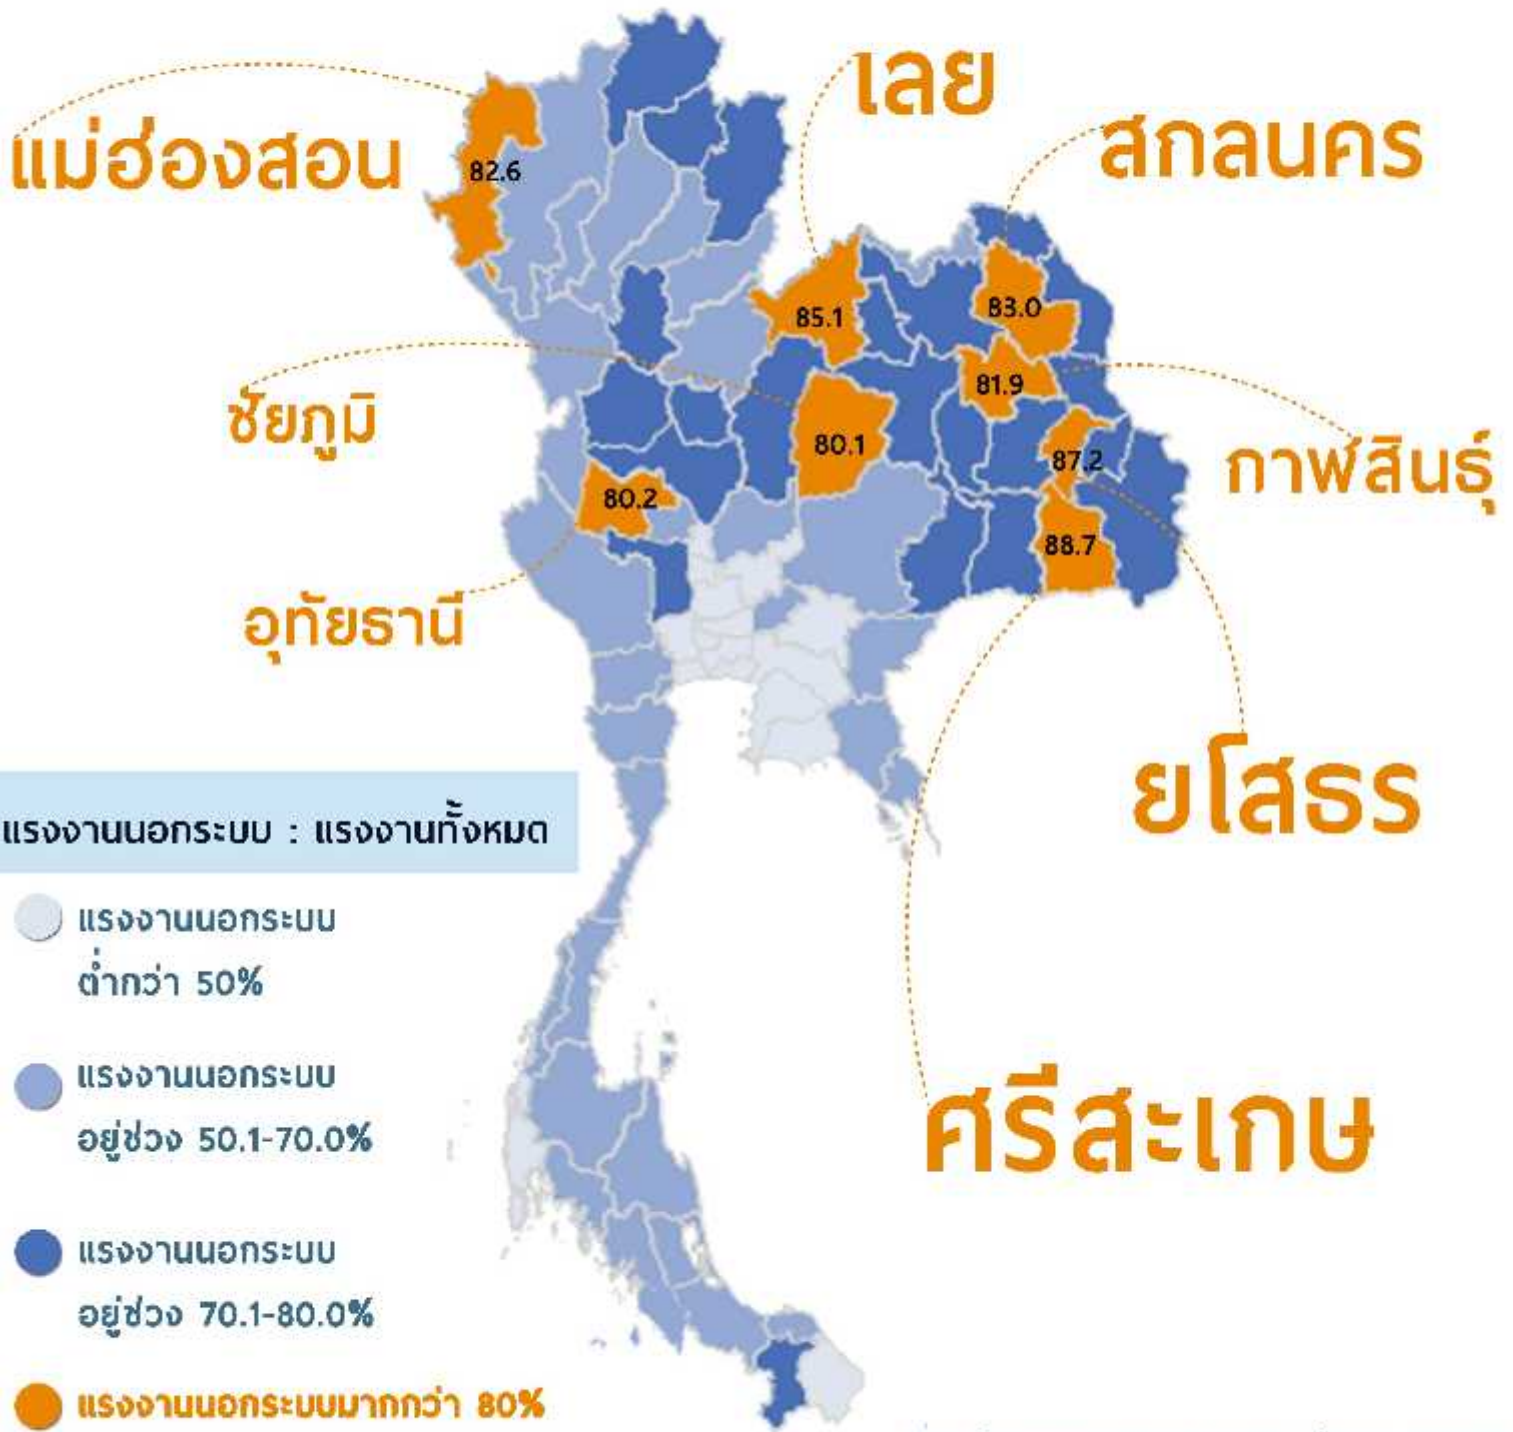 เลย
สกลนคร
แม่ฮ่องสอน
82.6
85.1
83.0
81.9
ชัยภูมิ
80.1
87.2
กาฬสินธุ์
80.2
88.7
อุทัยธานี
ยโสธร
แรงงานนอกระบบ : แรงงานทั้งหมด
แรงงานนอกระบบ
ต่ำกว่า 50%
แรงงานนอกระบบ
อยู่ช่วง 50.1-70.0%
ศรีสะเกษ
แรงงานนอกระบบ
อยู่ช่วง 70.1-80.0%
แรงงานนอกระบบมากกว่า 80%